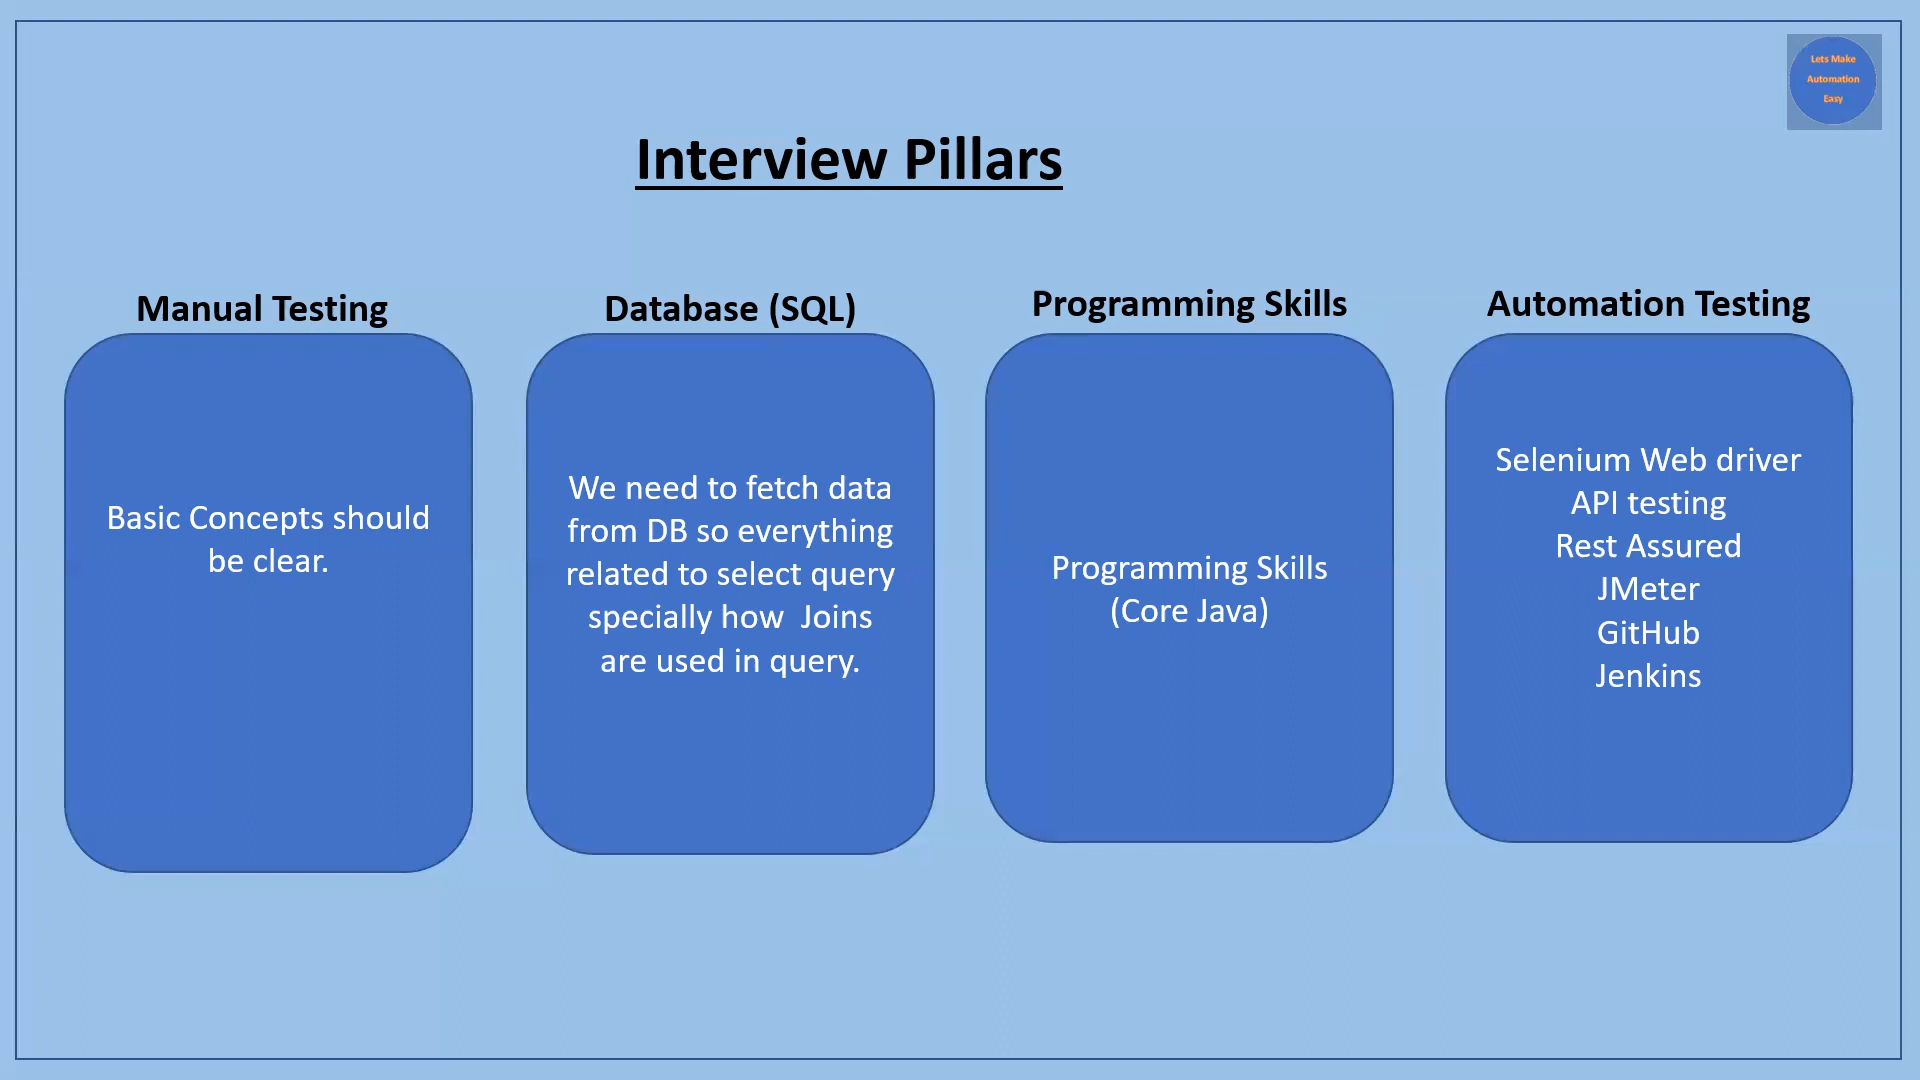 Lets Make
Automation
Easy
Interview Pillars
Manual Testing
Basic Concepts should
be clear.
Database (SQL)
We need to fetch data
from DB so everything
related to select query
specially how  Joins
are used in query.
Programming Skills
Programming Skills
(Core Java)
Automation Testing
Selenium Web driver
API testing
Rest Assured
JMeter
GitHub
Jenkins